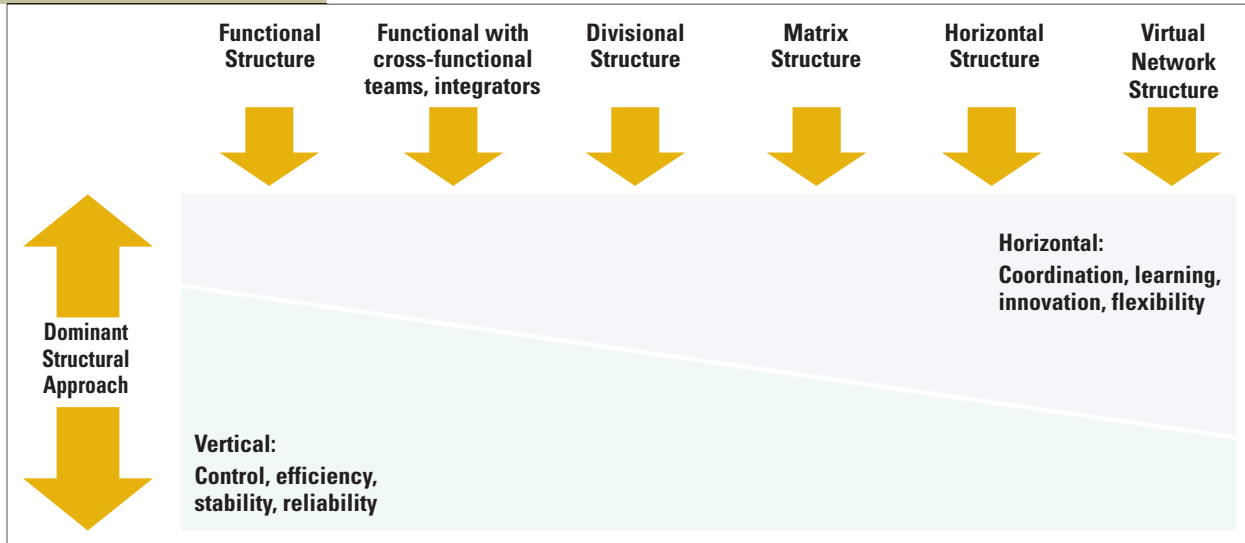 Functional
Structure
Functional with
cross-functional
teams, integrators
Divisional
Structure
Matrix
Structure
Horizontal
Structure
Virtual
Network
Structure
Dominant
Structural
Approach
Horizontal:
Coordination, learning,
innovation, flexibility
Vertical:
Control, efficiency,
stability, reliability